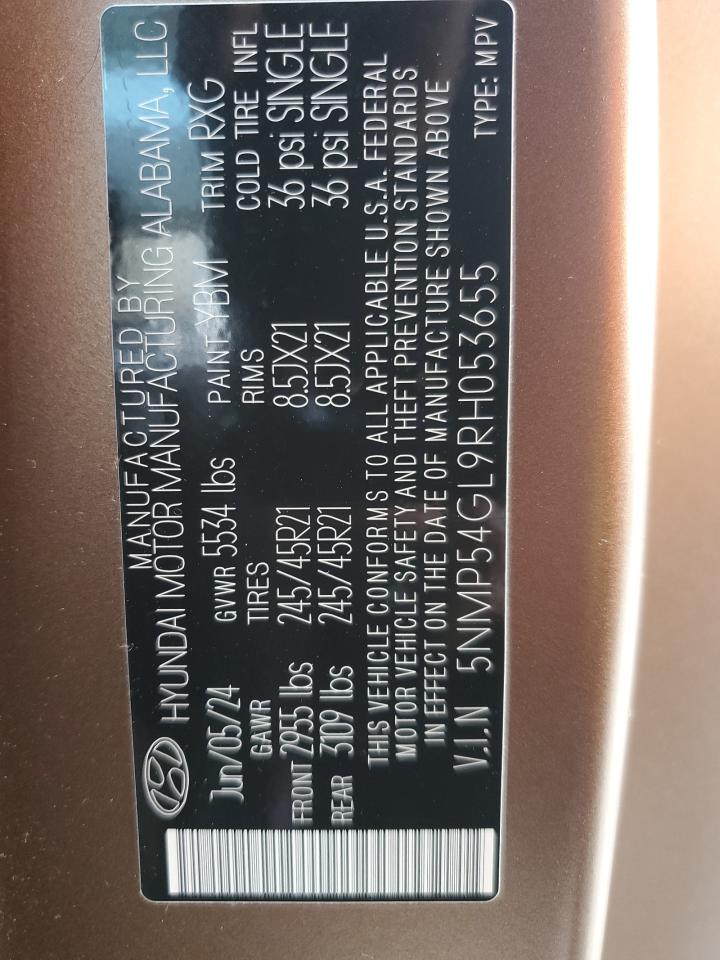 MANUFACTURED BY
HYUNDAI MOTOR MANUFACTURING ALABAMA, LLC
Jun/05/24 GVWR 5534 lbs PAINT YBM TRIM RXG
GAWR TIRES RIMS COLD TIRE INFL
FRONT 2955 lbs 245/45R21 8.5JX21 36 psi SINGLE
REAR 3109 lbs 245/45R21 8.5JX21 36 psi SINGLE
THIS VEHICLE CONFORMS TO ALL APPLICABLE U.S.A. FEDERAL
MOTOR VEHICLE SAFETY AND THEFT PREVENTION STANDARDS
IN EFFECT ON THE DATE OF MANUFACTURE SHOWN ABOVE
V.I.N 5NMP54GL9RH053655 TYPE: MPV